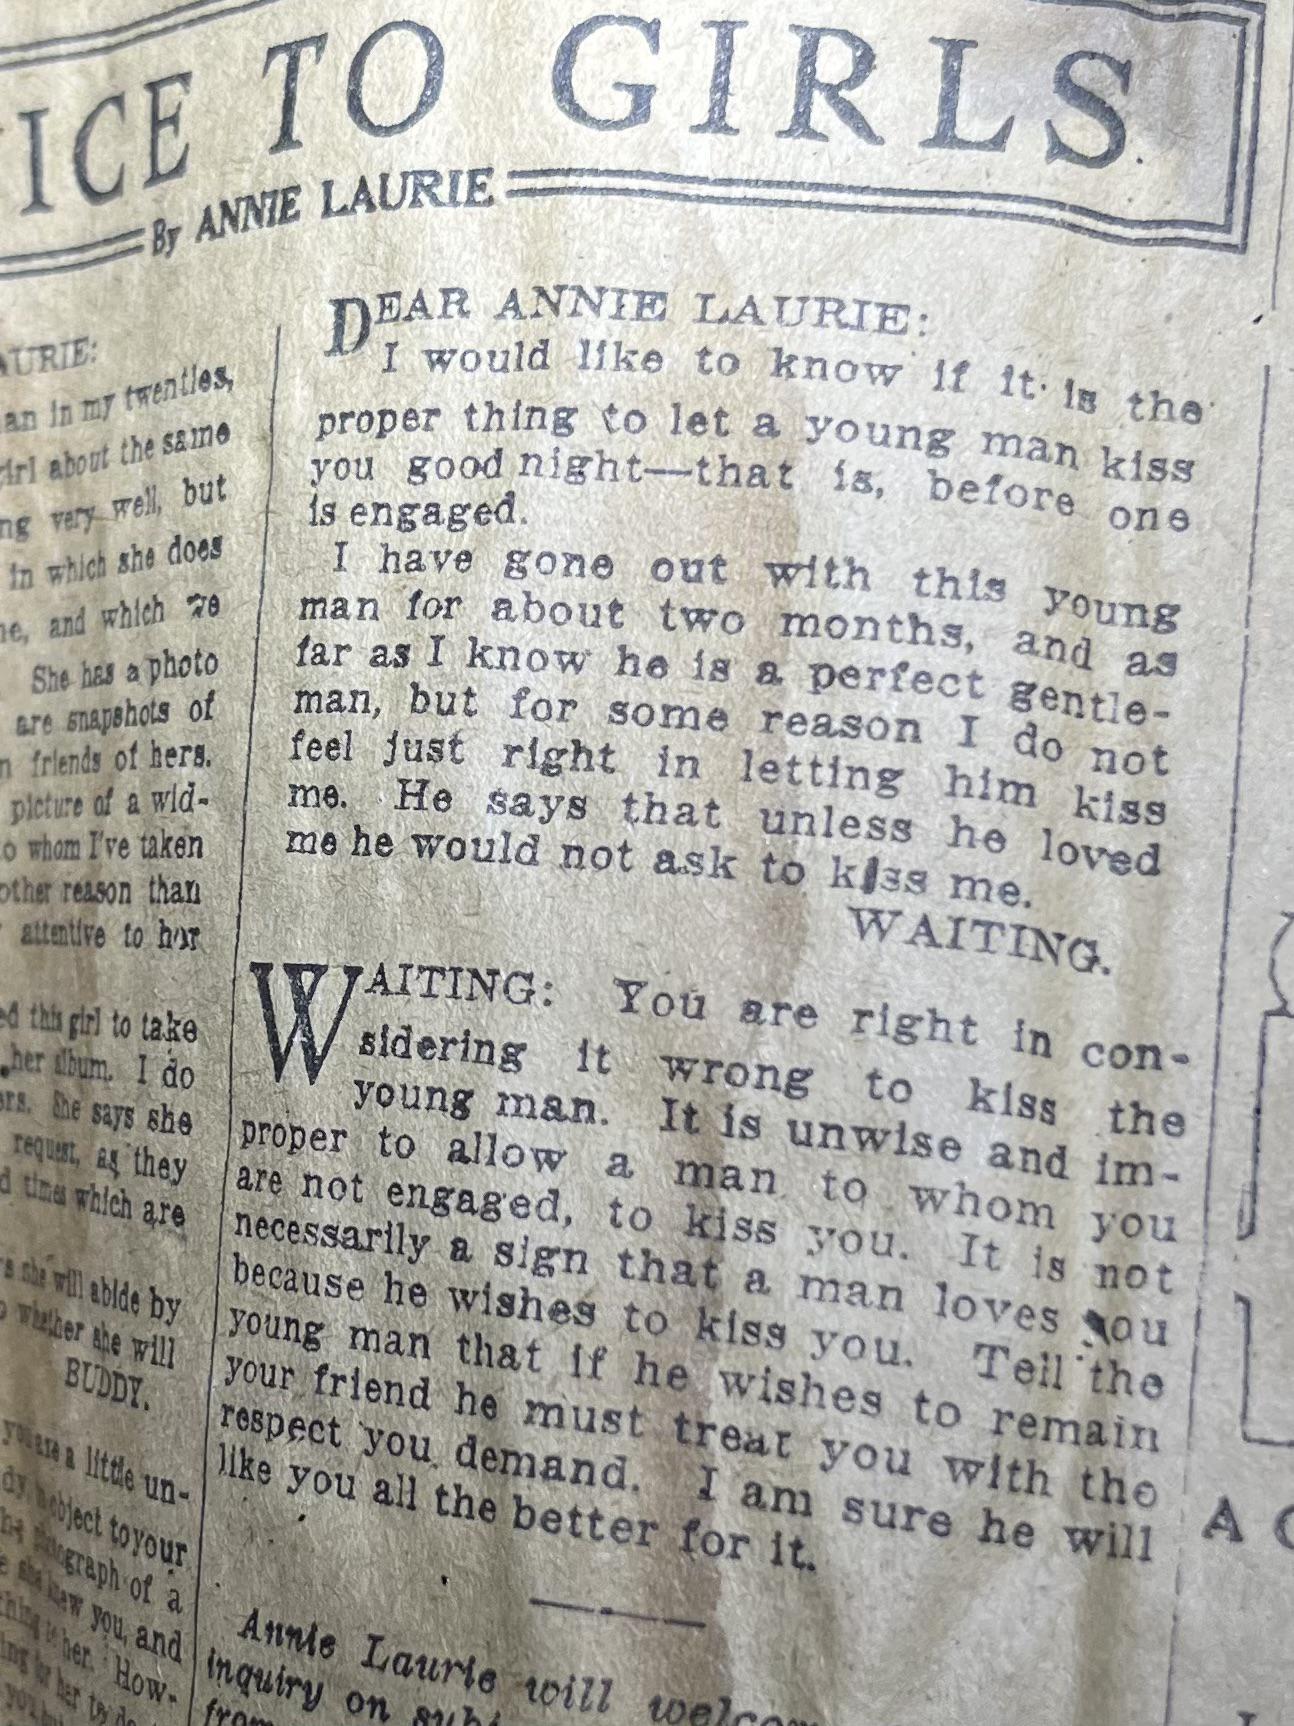 ICE TO GIRLS
By ANNIE LAURIE
AURIE:
an in my twenties,
girl about the same
ng very well, but
in which she does
me, and which we
She has a photo
are snapshots of
n friends of hers.
picture of a wid-
o whom I've taken
other reason than
attentive to her
ed this girl to take
her album. I do
ers. She says she
request, as they
d times which are
she will abide by
whether she will
BUDDY.
you are a little un-
object to your
photograph of a
she knew you, and
thing to her. How-
DEAR ANNIE LAURIE:
I would like to know if it is the
proper thing to let a young man kiss
you good night—that is, before one
is engaged.
I have gone out with this young
man for about two months, and as
far as I know he is a perfect gentle-
man, but for some reason I do not
feel just right in letting him kiss
me. He says that unless he loved
me he would not ask to kiss me.
WAITING.
WAITING: You are right in con-
sidering it wrong to kiss the
young man. It is unwise and im-
proper to allow a man to whom you
are not engaged, to kiss you. It is not
necessarily a sign that a man loves you
because he wishes to kiss you. Tell the
young man that if he wishes to remain
your friend he must treat you with the
respect you demand. I am sure he will
like you all the better for it.
Annie Laurie will welcom
inquiry on subj
from
A